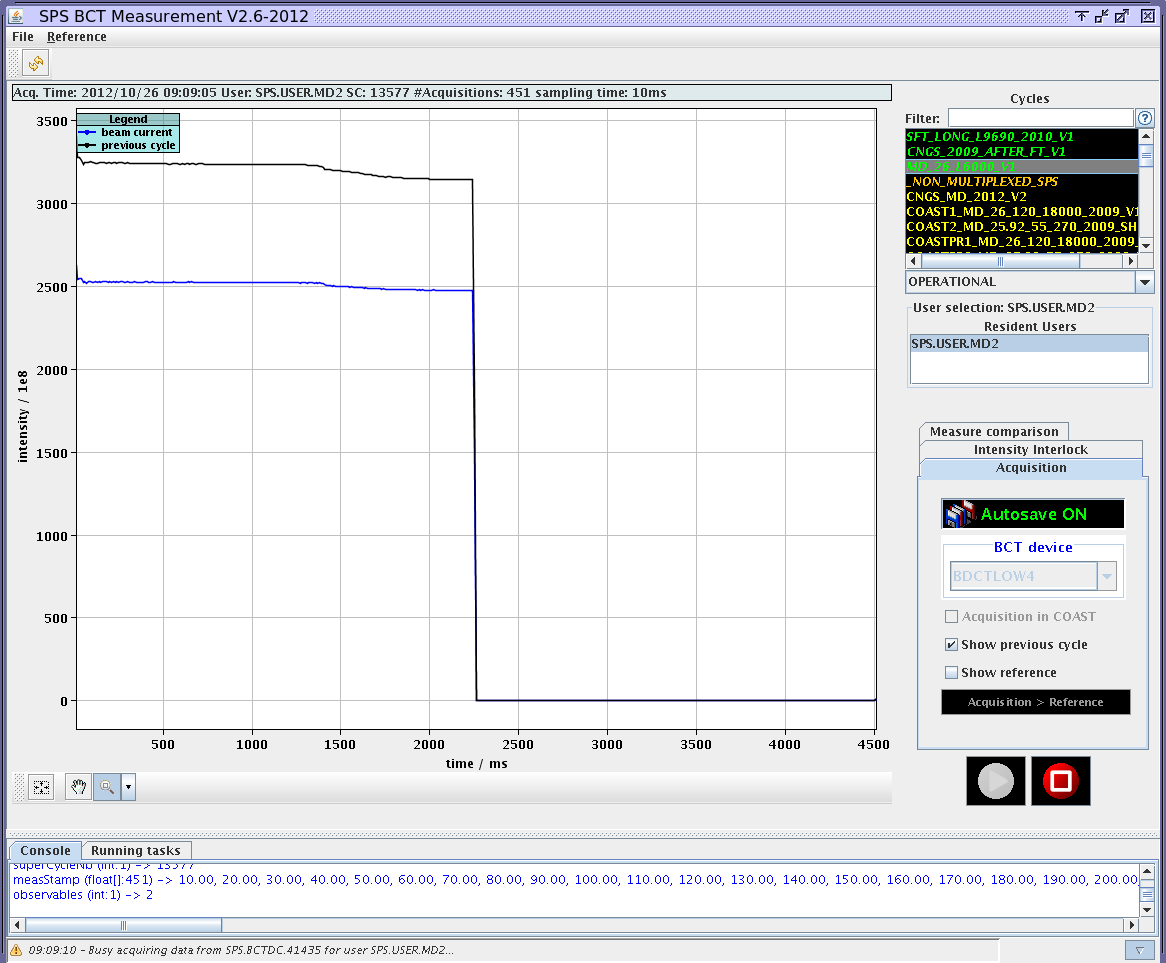 SPS BCT Measurement V2.6-2012
File Reference
Acq. Time: 2012/10/26 09:09:05 User: SPS.USER.MD2 SC: 13577 #Acquisitions: 451 sampling time: 10ms
Legend
beam current
previous cycle
3500
3000
2500
2000
1500
1000
500
0
intensity / 1e8
500 1000 1500 2000 2500 3000 3500 4000 4500
time / ms
Cycles
Filter:
SFT_LONG_L9690_2010_V1
CNGS_2009_AFTER_FT_V1
MD_26_L6000_V1
_NON_MULTIPLEXED_SPS
CNGS_MD_2012_V2
COAST1_MD_26_120_18000_2009_V1
COAST2_MD_25.92_55_270_2009_SH
COASTPR1_MD_26_120_18000_2009_
OPERATIONAL
User selection: SPS.USER.MD2
Resident Users
SPS.USER.MD2
Measure comparison
Intensity Interlock
Acquisition
Autosave ON
BCT device
BDCTLOW4
Acquisition in COAST
Show previous cycle
Show reference
Acquisition > Reference
Console Running tasks
superCycleNb (int:1) -> 13577
measStamp (float[]:451) -> 10.00, 20.00, 30.00, 40.00, 50.00, 60.00, 70.00, 80.00, 90.00, 100.00, 110.00, 120.00, 130.00, 140.00, 150.00, 160.00, 170.00, 180.00, 190.00, 200.00,
observables (int:1) -> 2
09:09:10 - Busy acquiring data from SPS.BCTDC.41435 for user SPS.USER.MD2...